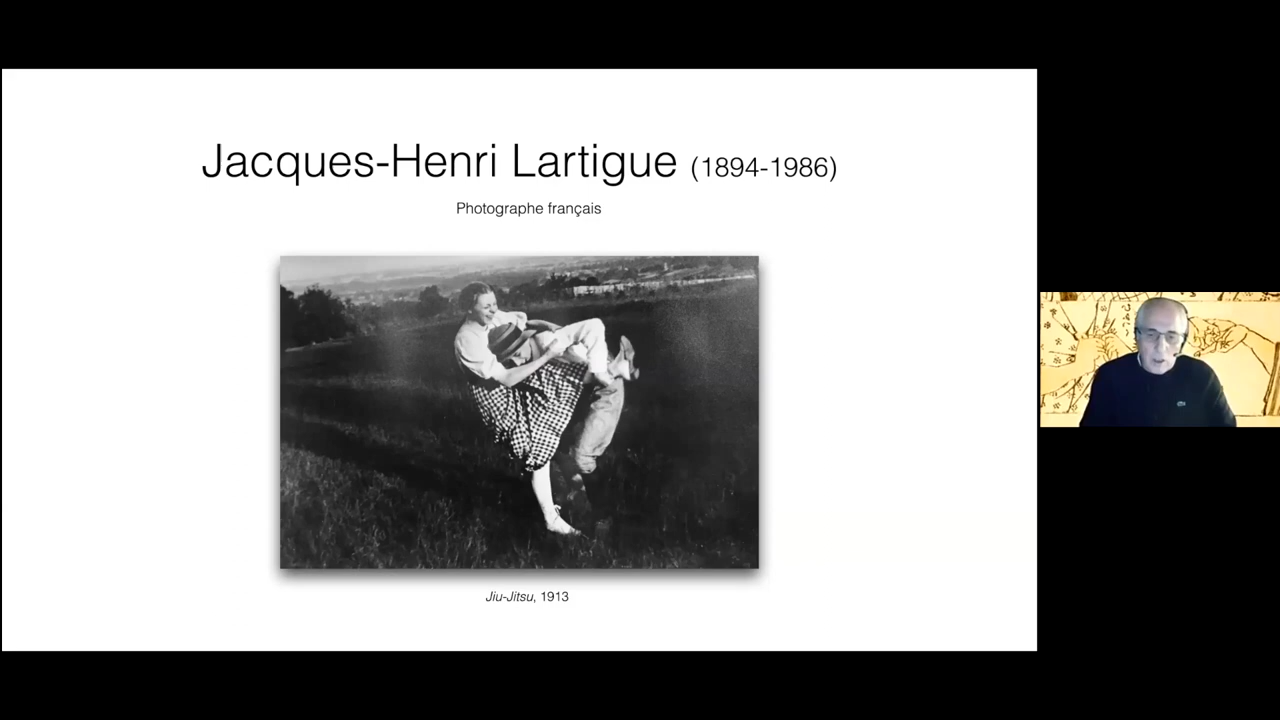 Jacques-Henri Lartigue (1894-1986)
Photographe français
Jiu-Jitsu, 1913